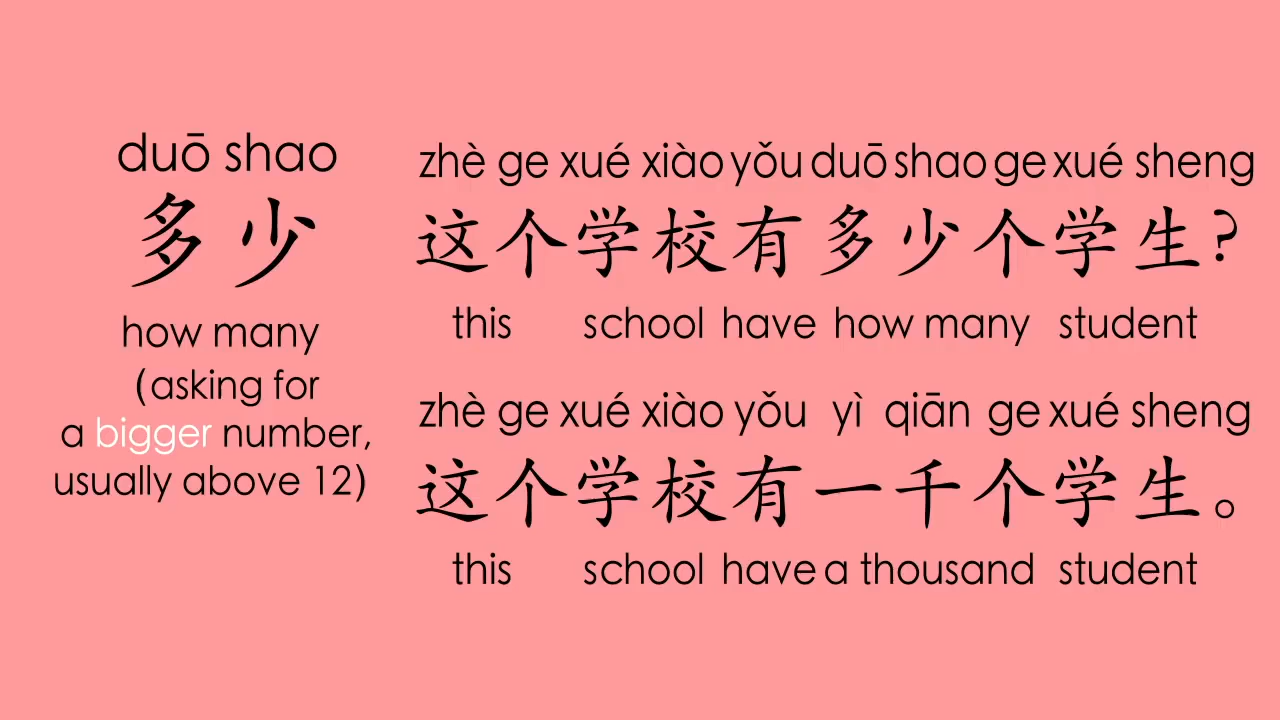 duō shao
多少
how many
(asking for
a bigger number,
usually above 12)
zhè ge xué xiào yǒu duō shao ge xué sheng
这个学校有多少个学生?
this school have how many student
zhè ge xué xiào yǒu yì qiān ge xué sheng
这个学校有一千个学生。
this school have a thousand student